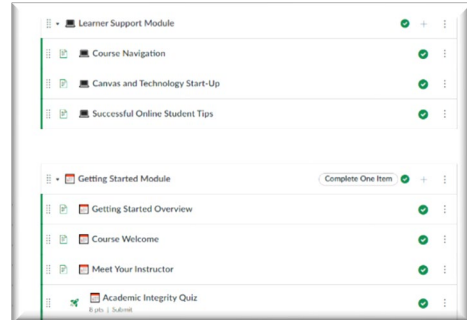 Learner Support Module
Course Navigation
Canvas and Technology Start-Up
Successful Online Student Tips
Getting Started Module Complete One Item
Getting Started Overview
Course Welcome
Meet Your Instructor
Academic Integrity Quiz
8 pts | Submit